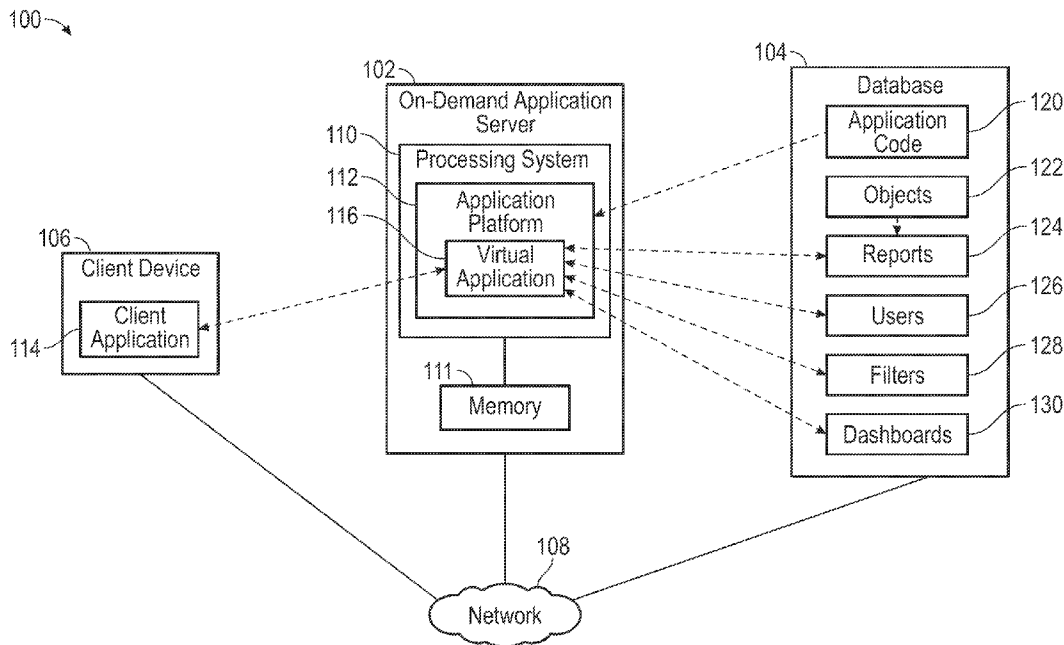 100
102
On-Demand Application
Server
110
Processing System
112
Application
Platform
116
Virtual
Application
111
Memory
106
Client Device
Client
Application
114
104
Database
Application
Code
120
Objects
122
Reports
124
Users
126
Filters
128
Dashboards
130
108
Network